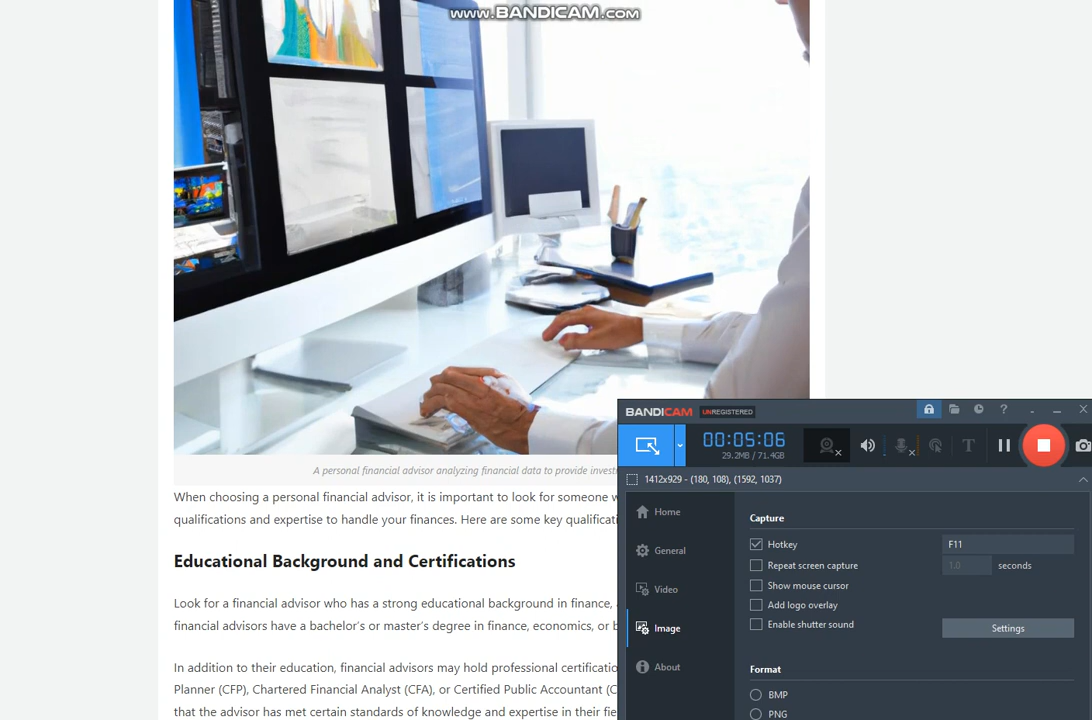 www.BANDICAM.com
A personal financial advisor analyzing financial data to provide
When choosing a personal financial advisor, it is important to look for someone
qualifications and expertise to handle your finances. Here are some key
Educational Background and Certifications
Look for a financial advisor who has a strong educational background in finance,
financial advisors have a bachelor's or master's degree in finance, economics, or
In addition to their education, financial advisors may hold professional
Planner (CFP), Chartered Financial Analyst (CFA), or Certified Public Accountant
that the advisor has met certain standards of knowledge and expertise in their
BANDICAM UNREGISTERED
00:05:06
29.2MB / 71.4GB
1412x929 - (180, 108), (1592, 1037)
Home
General
Video
Image
About
Capture
Hotkey F11
Repeat screen capture 1.0 seconds
Show mouse cursor
Add logo overlay
Enable shutter sound
Settings
Format
BMP
PNG